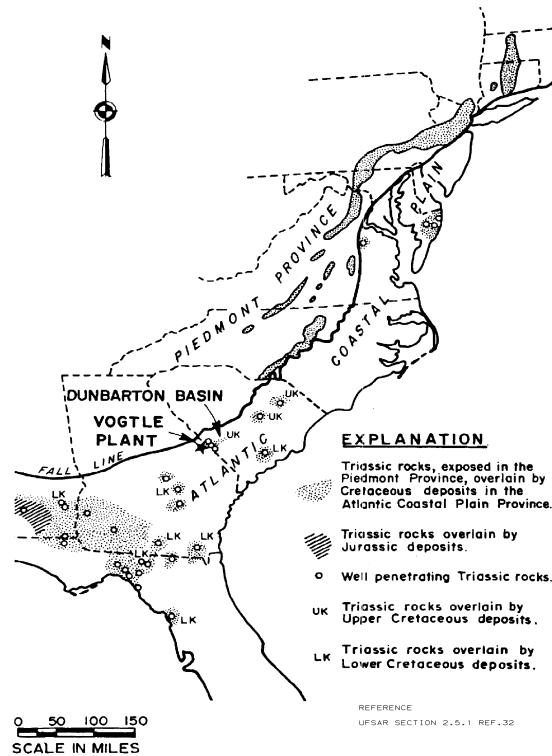 N
PIEDMONT PROVINCE
COASTAL PLAIN
ATLANTIC
DUNBARTON BASIN
VOGTLE
PLANT
FALL LINE
UK
UK
UK
LK
LK
LK
LK
LK
LK
LK
EXPLANATION
Triassic rocks, exposed in the
Piedmont Province, overlain by
Cretaceous deposits in the
Atlantic Coastal Plain Province.
Triassic rocks overlain by
Jurassic deposits.
Well penetrating Triassic rocks.
UK Triassic rocks overlain by
Upper Cretaceous deposits.
LK Triassic rocks overlain by
Lower Cretaceous deposits.
0 50 100 150
SCALE IN MILES
REFERENCE
UFSAR SECTION 2.5.1 REF.32